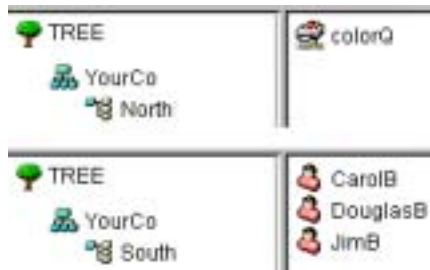 TREE
YourCo
North
colorQ
TREE
YourCo
South
CarolB
DouglasB
JimB